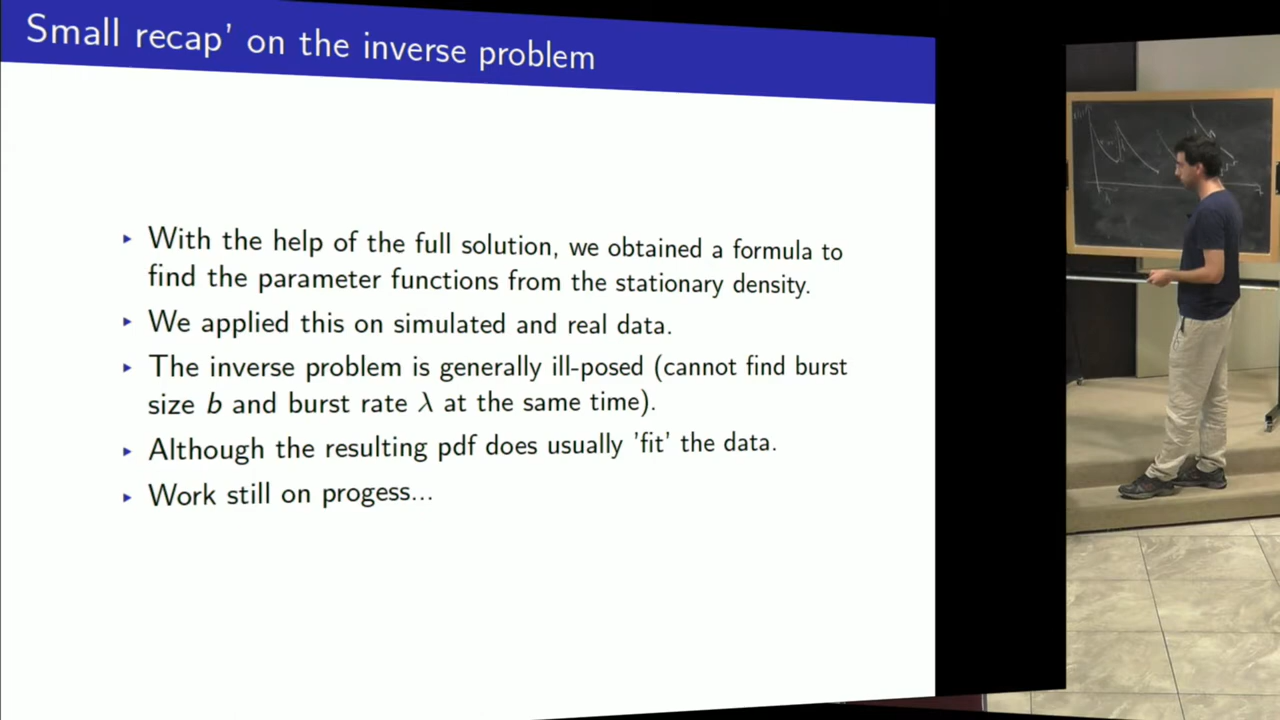 Small recap' on the inverse problem
▸ With the help of the full solution, we obtained a formula to
find the parameter functions from the stationary density.
▸ We applied this on simulated and real data.
▸ The inverse problem is generally ill-posed (cannot find burst
size b and burst rate λ at the same time).
▸ Although the resulting pdf does usually 'fit' the data.
▸ Work still on progess...